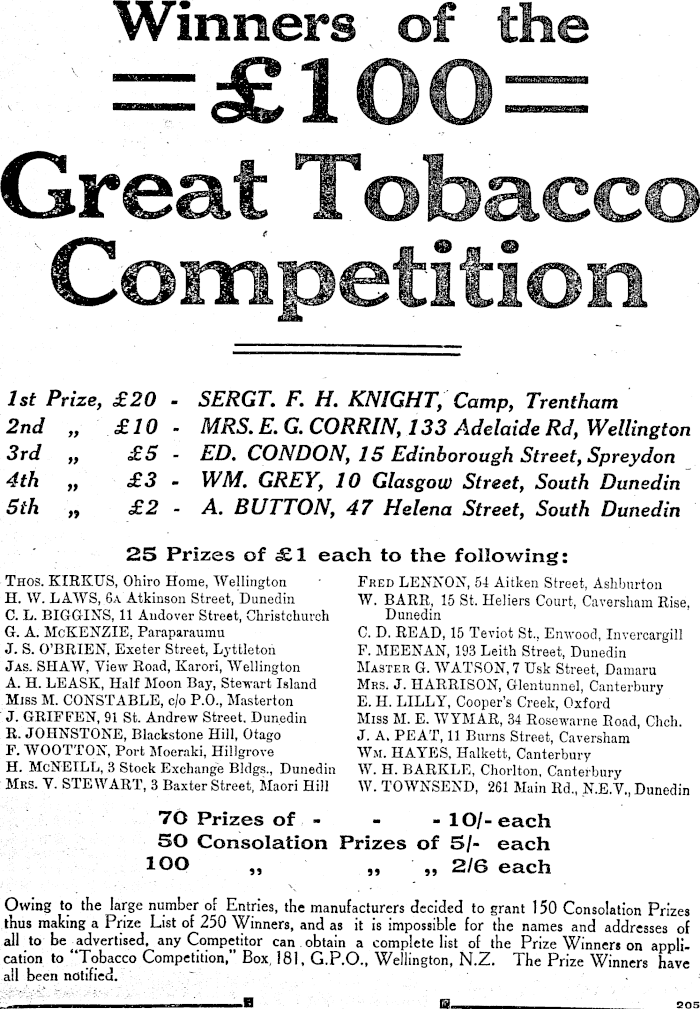 Winners of the
£100
Great Tobacco
Competition
1st Prize, £20 - SERGT. F. H. KNIGHT, Camp, Trentham
2nd „ £10 - MRS. E. G. CORRIN, 133 Adelaide Rd, Wellington
3rd „ £5 - ED. CONDON, 15 Edinborough Street, Spreydon
4th „ £3 - WM. GREY, 10 Glasgow Street, South Dunedin
5th „ £2 - A. BUTTON, 47 Helena Street, South Dunedin
25 Prizes of £1 each to the following:
THOS. KIRKUS, Ohiro Home, Wellington
H. W. LAWS, 6A Atkinson Street, Dunedin
C. L. BIGGINS, 11 Andover Street, Christchurch
G. A. McKENZIE, Paraparaumu
J. S. O'BRIEN, Exeter Street, Lyttleton
JAS. SHAW, View Road, Karori, Wellington
A. H. LEASK, Half Moon Bay, Stewart Island
MISS M. CONSTABLE, c/o P.O., Masterton
J. GRIFFEN, 91 St. Andrew Street. Dunedin
R. JOHNSTONE, Blackstone Hill, Otago
F. WOOTTON, Port Moeraki, Hillgrove
H. McNEILL, 3 Stock Exchange Bldgs., Dunedin
MRS. V. STEWART, 3 Baxter Street, Maori Hill
FRED LENNON, 54 Aitken Street, Ashburton
W. BARR, 15 St. Heliers Court, Caversham Rise,
Dunedin
C. D. READ, 15 Teviot St., Enwood, Invercargill
F. MEENAN, 193 Leith Street, Dunedin
MASTER G. WATSON, 7 Usk Street, Damaru
MRS. J. HARRISON, Glentunnel, Canterbury
E. H. LILLY, Cooper's Creek, Oxford
MISS M. E. WYMAR, 34 Rosewarne Road, Chch.
J. A. PEAT, 11 Burns Street, Caversham
WM. HAYES, Halkett, Canterbury
W. H. BARKLE, Chorlton, Canterbury
W. TOWNSEND, 261 Main Rd., N.E.V., Dunedin
70 Prizes of - - - 10/- each
50 Consolation Prizes of 5/- each
100 „ „ „ 2/6 each
Owing to the large number of Entries, the manufacturers decided to grant 150 Consolation Prizes
thus making a Prize List of 250 Winners, and as it is impossible for the names and addresses of
all to be advertised, any Competitor can obtain a complete list of the Prize Winners on appli-
cation to "Tobacco Competition," Box 181, G.P.O., Wellington, N.Z. The Prize Winners have
all been notified.
205